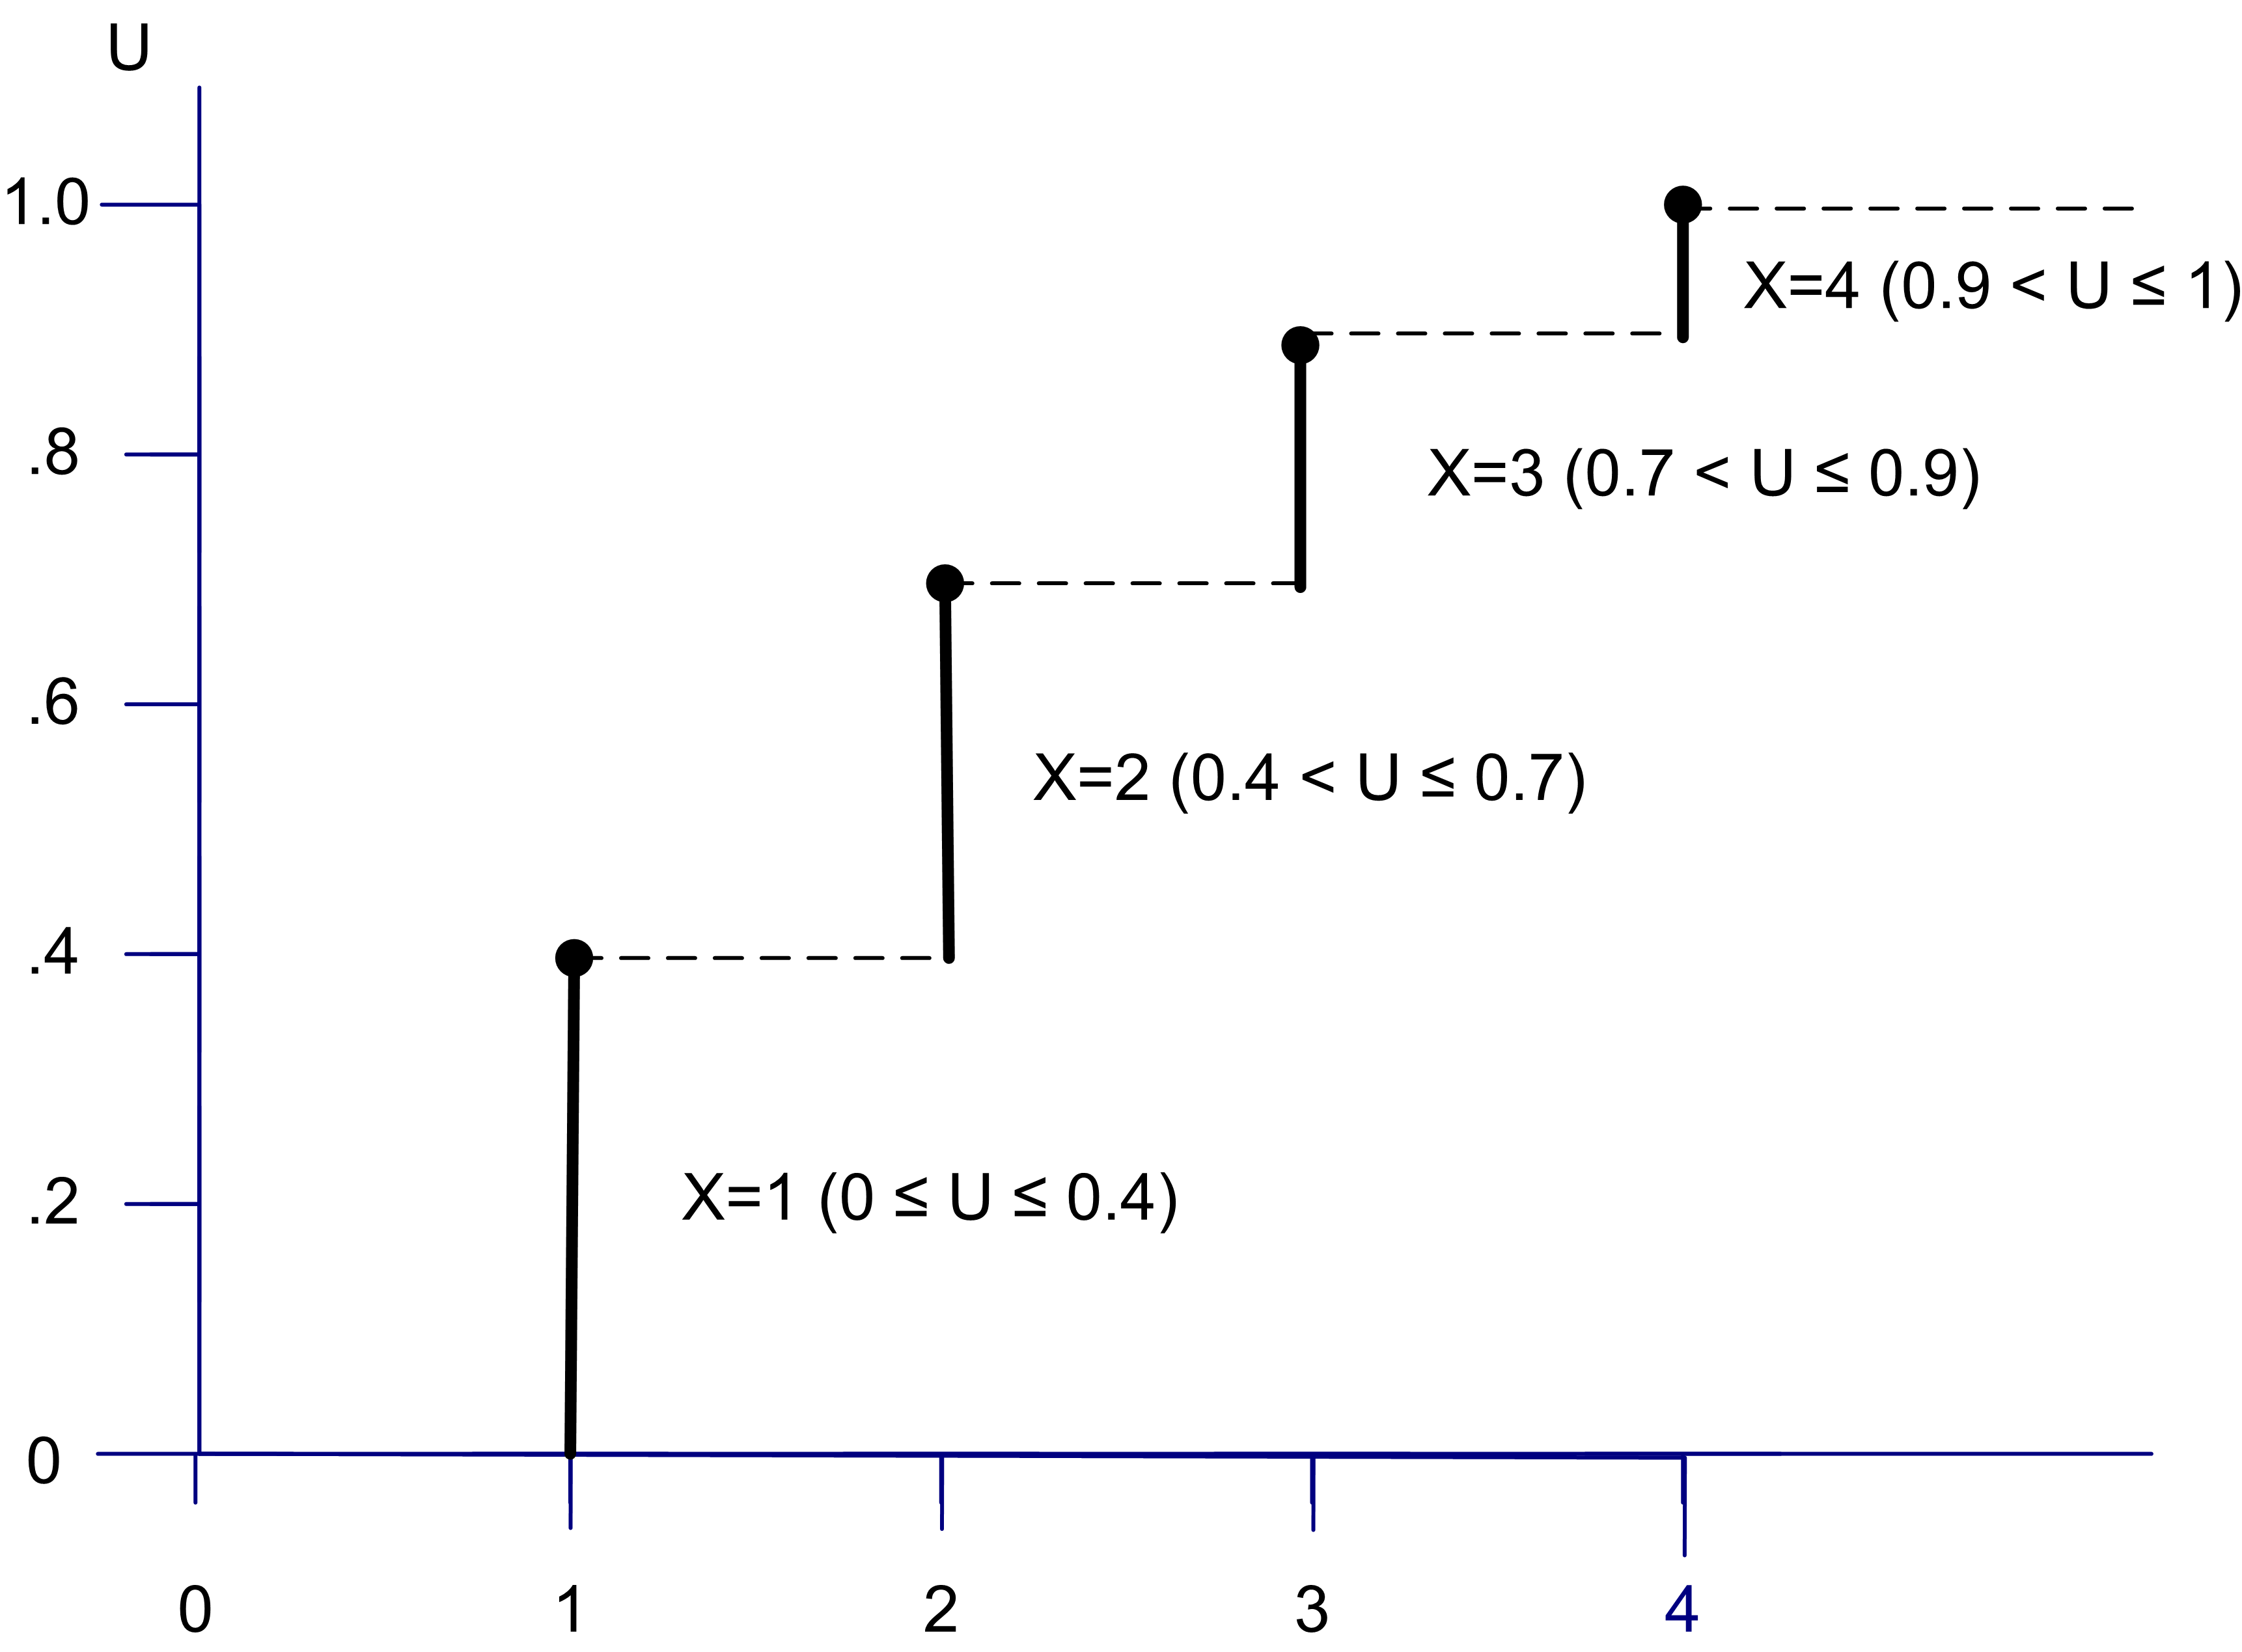 U
1.0
X=4 (0.9 < U ≤ 1)
.8
X=3 (0.7 < U ≤ 0.9)
.6
X=2 (0.4 < U ≤ 0.7)
.4
.2
X=1 (0 ≤ U ≤ 0.4)
0
0 1 2 3 4